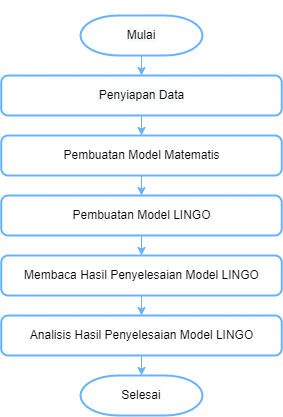 Mulai
Penyiapan Data
Pembuatan Model Matematis
Pembuatan Model LINGO
Membaca Hasil Penyelesaian Model LINGO
Analisis Hasil Penyelesaian Model LINGO
Selesai